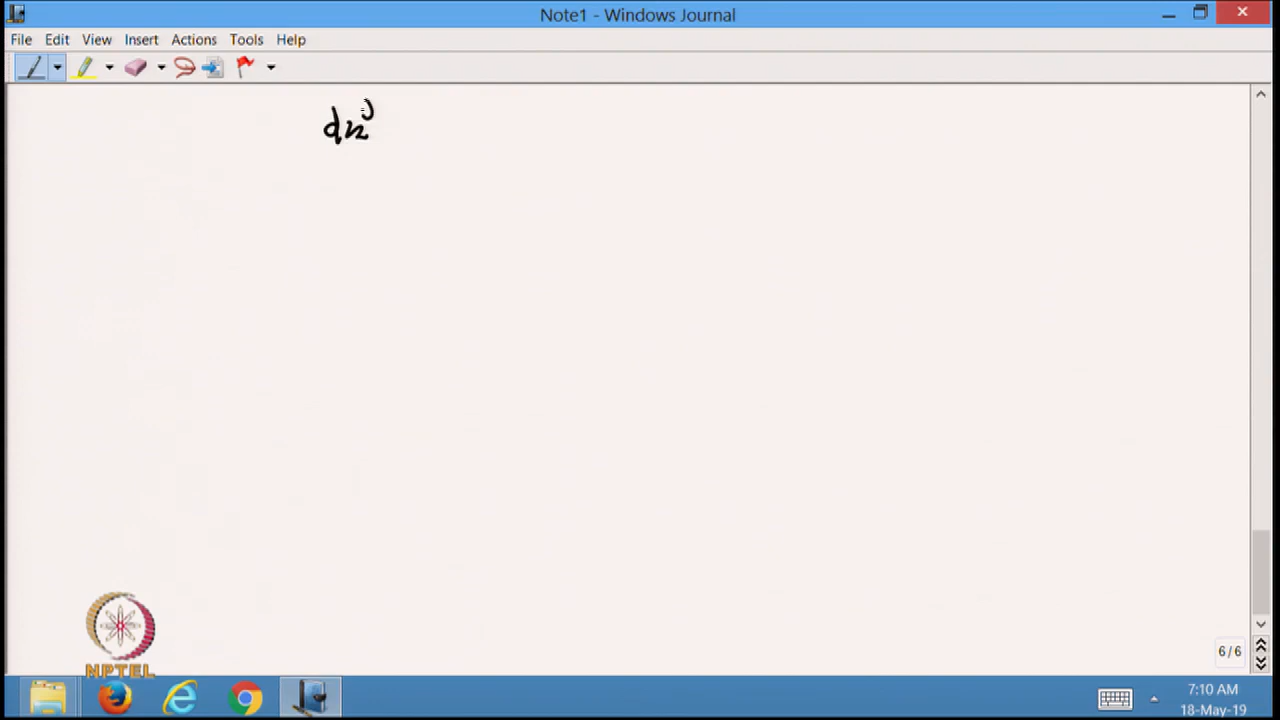 Note1 - Windows Journal
File Edit View Insert Actions Tools Help
NPTEL
6 / 6
7:10 AM
18-May-19